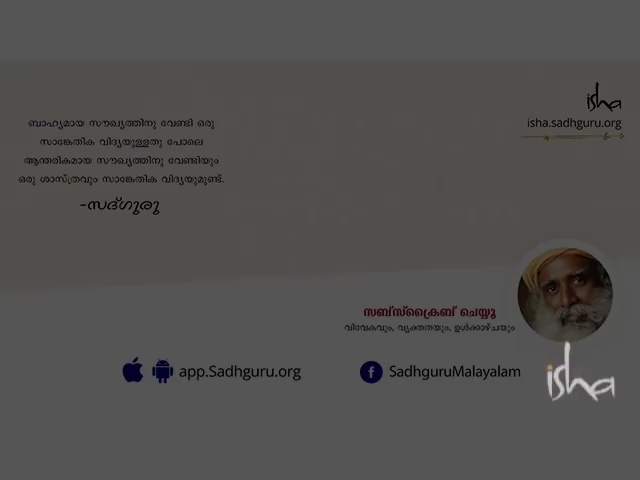 isha
isha.sadhguru.org
ബാഹ്യമായ സൗഖ്യത്തിനു വേണ്ടി ഒരു
സാങ്കേതിക വിദ്യയുള്ളതു പോലെ
ആന്തരികമായ സൗഖ്യത്തിനു വേണ്ടിയും
ഒരു ശാസ്ത്രവും സാങ്കേതിക വിദ്യയുമുണ്ട്.
-സദ്ഗുരു
സബ്സ്ക്രൈബ് ചെയ്യൂ
വിവേകവും, വ്യക്തതയും, ഉൾക്കാഴ്ചയും
app.Sadhguru.org
SadhguruMalayalam
isha